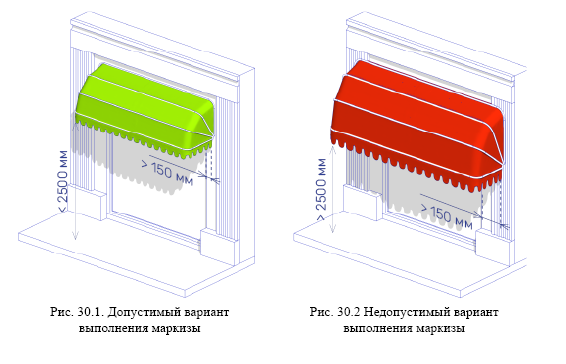 < 2500 мм
> 150 мм
> 2500 мм
> 150 мм
Рис. 30.1. Допустимый вариант
выполнения маркизы
Рис. 30.2 Недопустимый вариант
выполнения маркизы